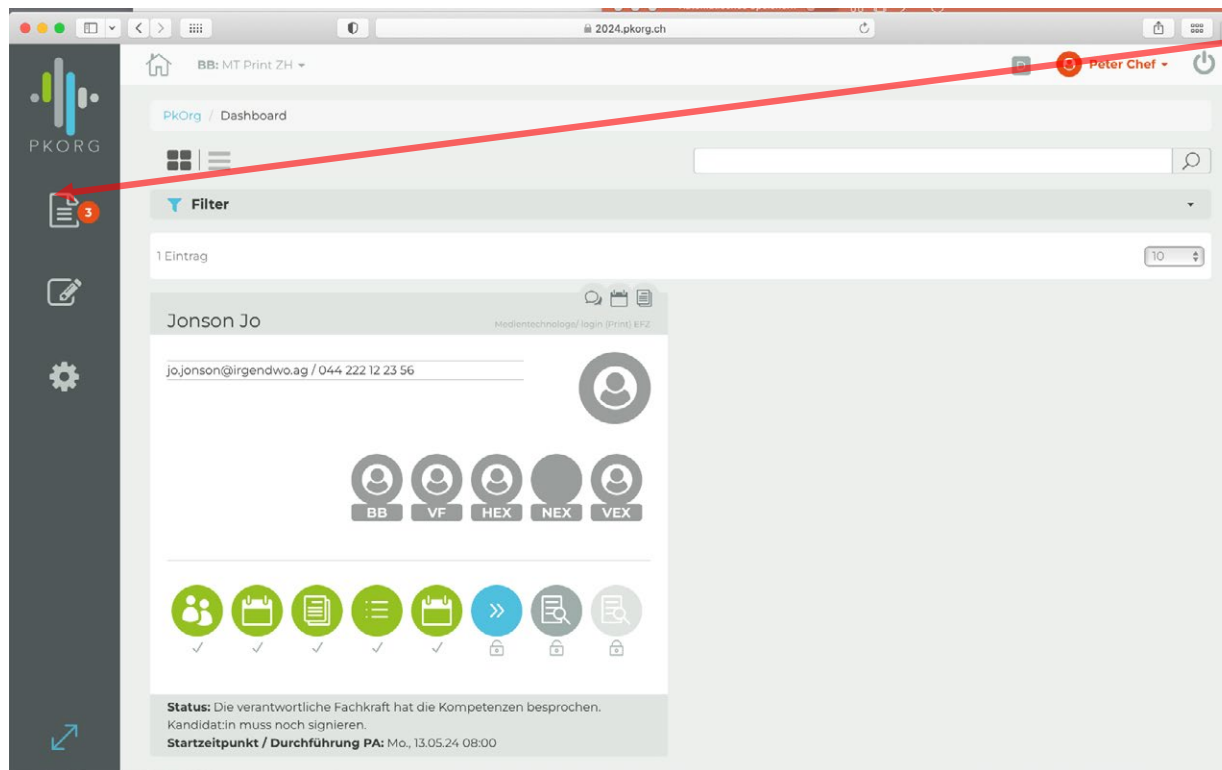 2024.pkorg.ch
BB: MT Print ZH
D
Peter Chef
PkOrg / Dashboard
PKORG
3
Filter
1 Eintrag
10
Jonson Jo
Medientechnologe/ login (Print) EFZ
jo.jonson@irgendwo.ag / 044 222 12 23 56
BB VF HEX NEX VEX
Status: Die verantwortliche Fachkraft hat die Kompetenzen besprochen.
Kandidat:in muss noch signieren.
Startzeitpunkt / Durchführung PA: Mo., 13.05.24 08:00